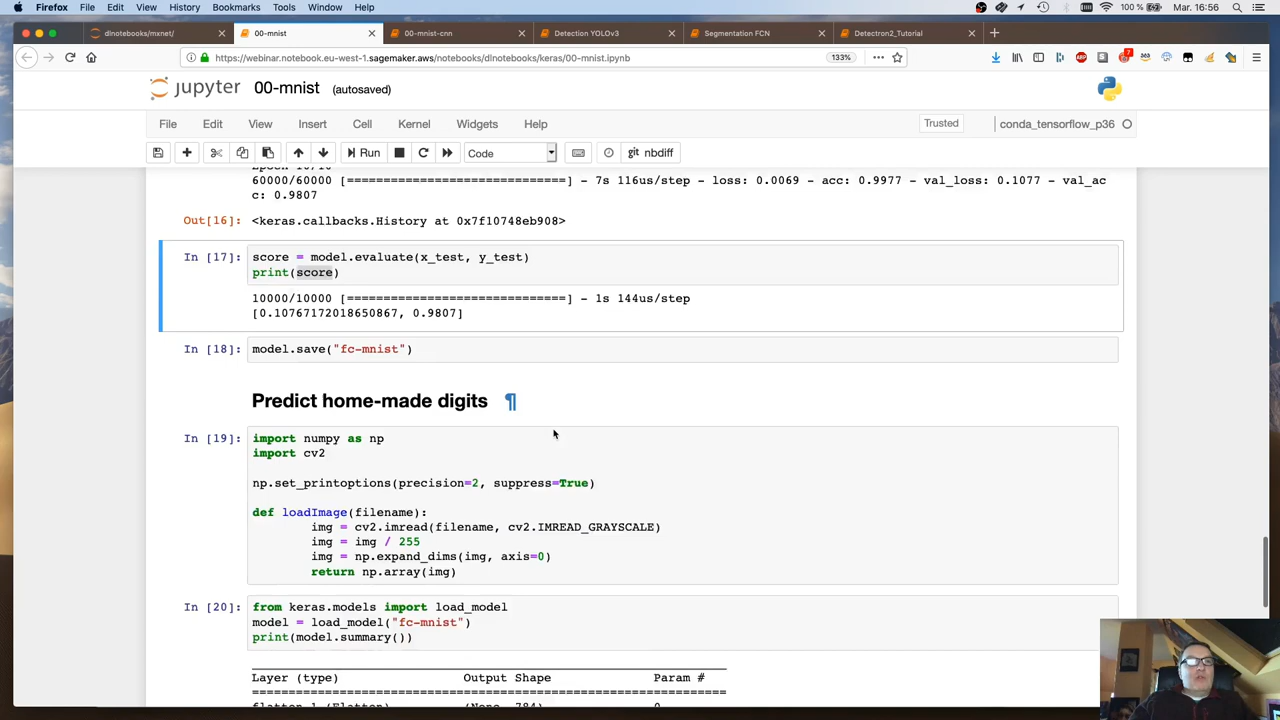 Firefox File Edit View History Bookmarks Tools Window Help 100 % Mar. 16:56
dlnotebooks/mxnet/ 00-mnist 00-mnist-cnn Detection YOLOv3 Segmentation FCN Detectron2_Tutorial
https://webinar.notebook.eu-west-1.sagemaker.aws/notebooks/dlnotebooks/keras/00-mnist.ipynb 133%
jupyter 00-mnist (autosaved)
File Edit View Insert Cell Kernel Widgets Help Trusted conda_tensorflow_p36
Run Code git nbdiff
60000/60000 [==============================] - 7s 116us/step - loss: 0.0069 - acc: 0.9977 - val_loss: 0.1077 - val_ac
c: 0.9807
Out[16]: <keras.callbacks.History at 0x7f10748eb908>
In [17]: score = model.evaluate(x_test, y_test)
print(score)
10000/10000 [==============================] - 1s 144us/step
[0.10767172018650867, 0.9807]
In [18]: model.save("fc-mnist")
Predict home-made digits ¶
In [19]: import numpy as np
import cv2
np.set_printoptions(precision=2, suppress=True)
def loadImage(filename):
img = cv2.imread(filename, cv2.IMREAD_GRAYSCALE)
img = img / 255
img = np.expand_dims(img, axis=0)
return np.array(img)
In [20]: from keras.models import load_model
model = load_model("fc-mnist")
print(model.summary())
Layer (type) Output Shape Param #
=================================================================